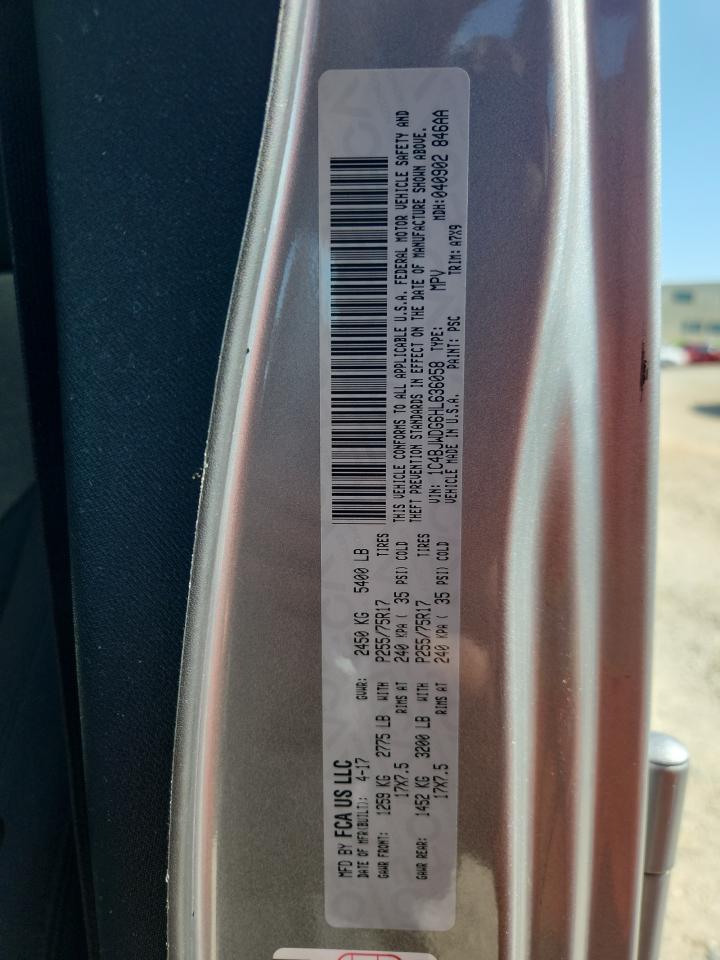 MFD BY FCA US LLC
DATE OF MFR(BUILT): 4-17 GVWR: 2450 KG 5400 LB
GAWR FRONT: 1259 KG 2775 LB WITH P255/75R17 TIRES
17X7.5 RIMS AT 240 KPA ( 35 PSI) COLD
GAWR REAR: 1452 KG 3200 LB WITH P255/75R17 TIRES
17X7.5 RIMS AT 240 KPA ( 35 PSI) COLD
THIS VEHICLE CONFORMS TO ALL APPLICABLE U.S.A. FEDERAL MOTOR VEHICLE SAFETY AND
THEFT PREVENTION STANDARDS IN EFFECT ON THE DATE OF MANUFACTURE SHOWN ABOVE.
VIN: 1C4BJWDG6HL636058 TYPE: MPV MDH:040902 846AA
VEHICLE MADE IN U.S.A. PAINT: PSC TRIM: A7X9